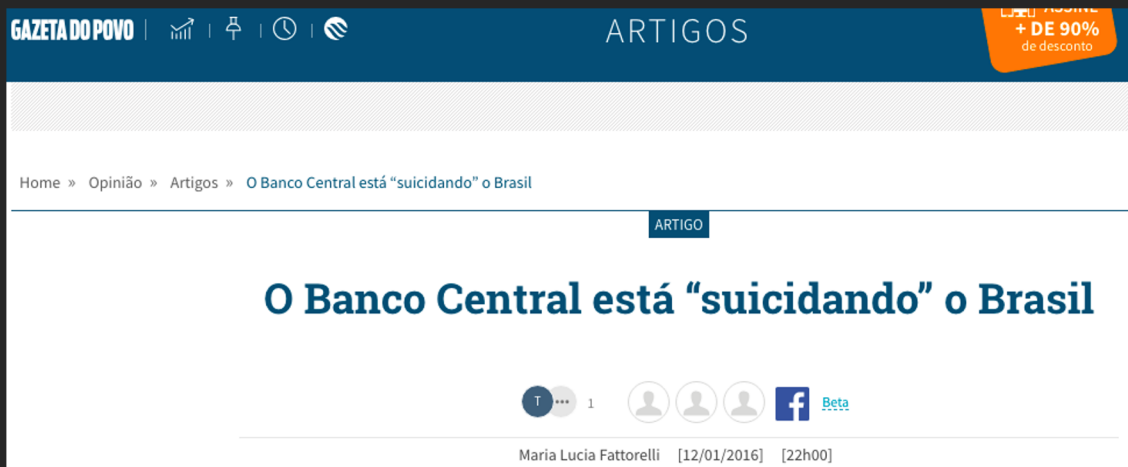 GAZETA DO POVO
ARTIGOS
ASSINE
+ DE 90%
de desconto
Home » Opinião » Artigos » O Banco Central está “suicidando” o Brasil
ARTIGO
O Banco Central está “suicidando” o Brasil
T ••• 1 Beta
Maria Lucia Fattorelli [12/01/2016] [22h00]